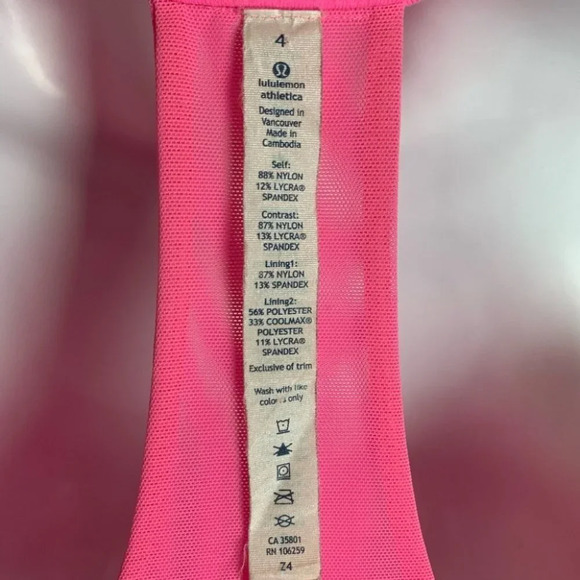 4
lululemon
athletica
Designed in
Vancouver
Made in
Cambodia
Self:
88% NYLON
12% LYCRA®
SPANDEX
Contrast:
87% NYLON
13% LYCRA®
SPANDEX
Lining1:
87% NYLON
13% SPANDEX
Lining2:
56% POLYESTER
33% COOLMAX®
POLYESTER
11% LYCRA®
SPANDEX
Exclusive of trim
Wash with like
colours only
CA 35801
RN 106259
Z4